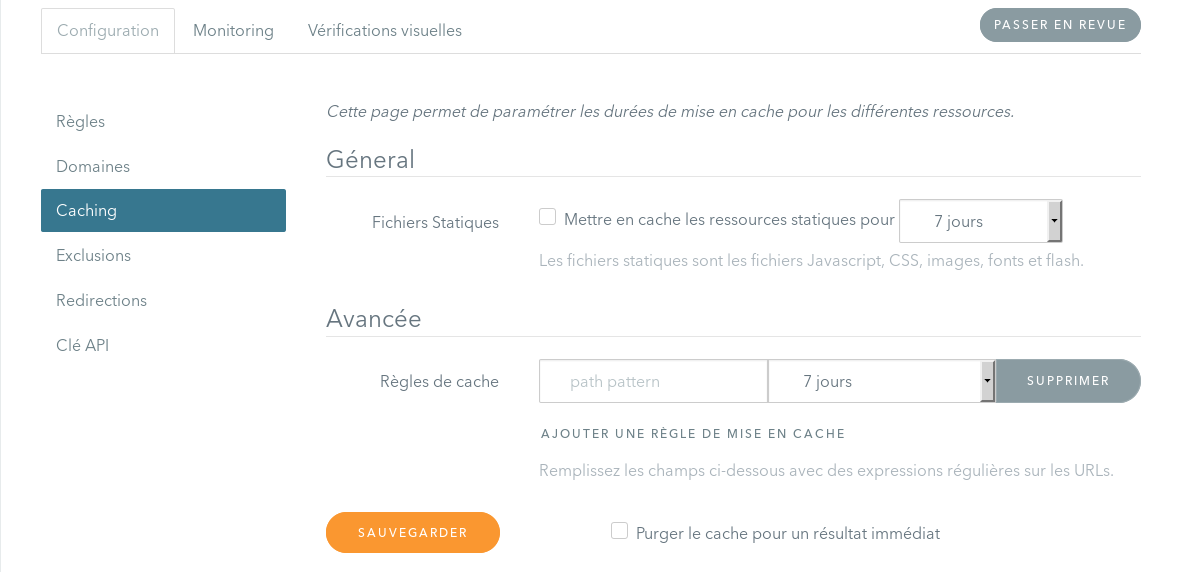 Configuration
Monitoring
Vérifications visuelles
PASSER EN REVUE
Règles
Domaines
Caching
Exclusions
Redirections
Clé API
Cette page permet de paramétrer les durées de mise en cache pour les différentes ressources.
Géneral
Fichiers Statiques
Mettre en cache les ressources statiques pour
7 jours
Les fichiers statiques sont les fichiers Javascript, CSS, images, fonts et flash.
Avancée
Règles de cache
path pattern
7 jours
SUPPRIMER
AJOUTER UNE RÈGLE DE MISE EN CACHE
Remplissez les champs ci-dessous avec des expressions régulières sur les URLs.
SAUVEGARDER
Purger le cache pour un résultat immédiat